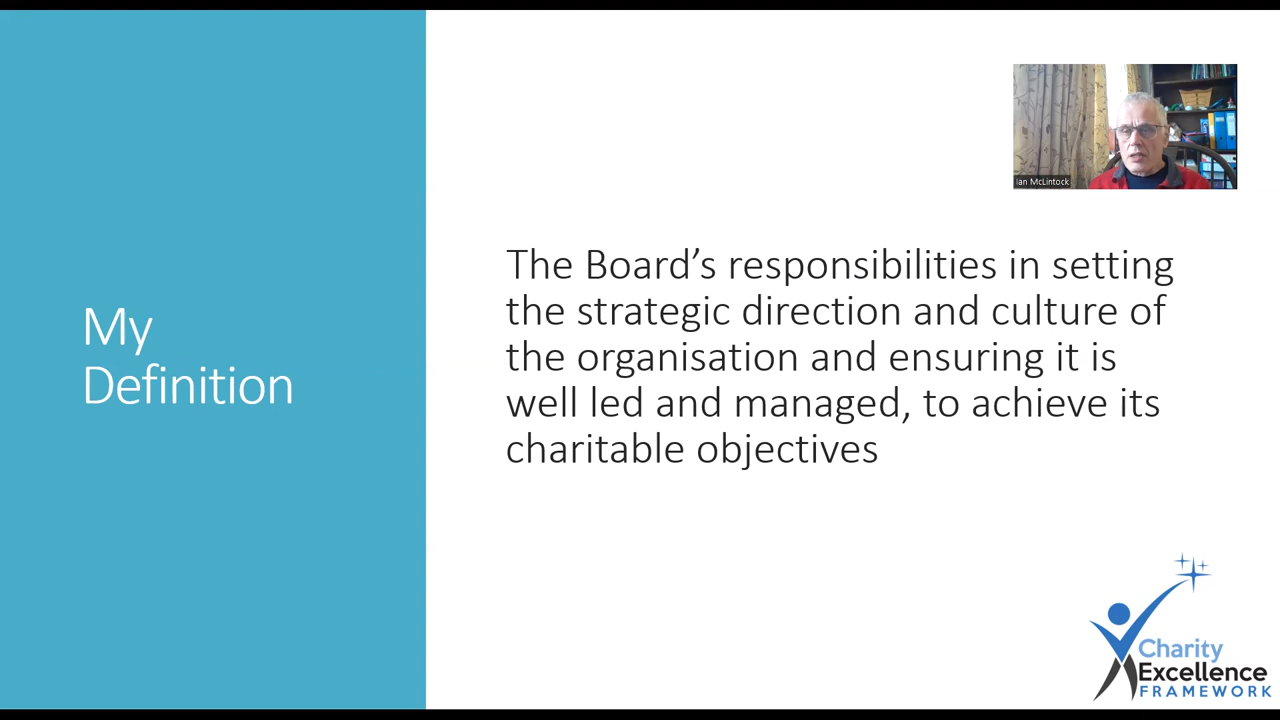 My
Definition
Ian McLintock
The Board’s responsibilities in setting
the strategic direction and culture of
the organisation and ensuring it is
well led and managed, to achieve its
charitable objectives
Charity
Excellence
FRAMEWORK